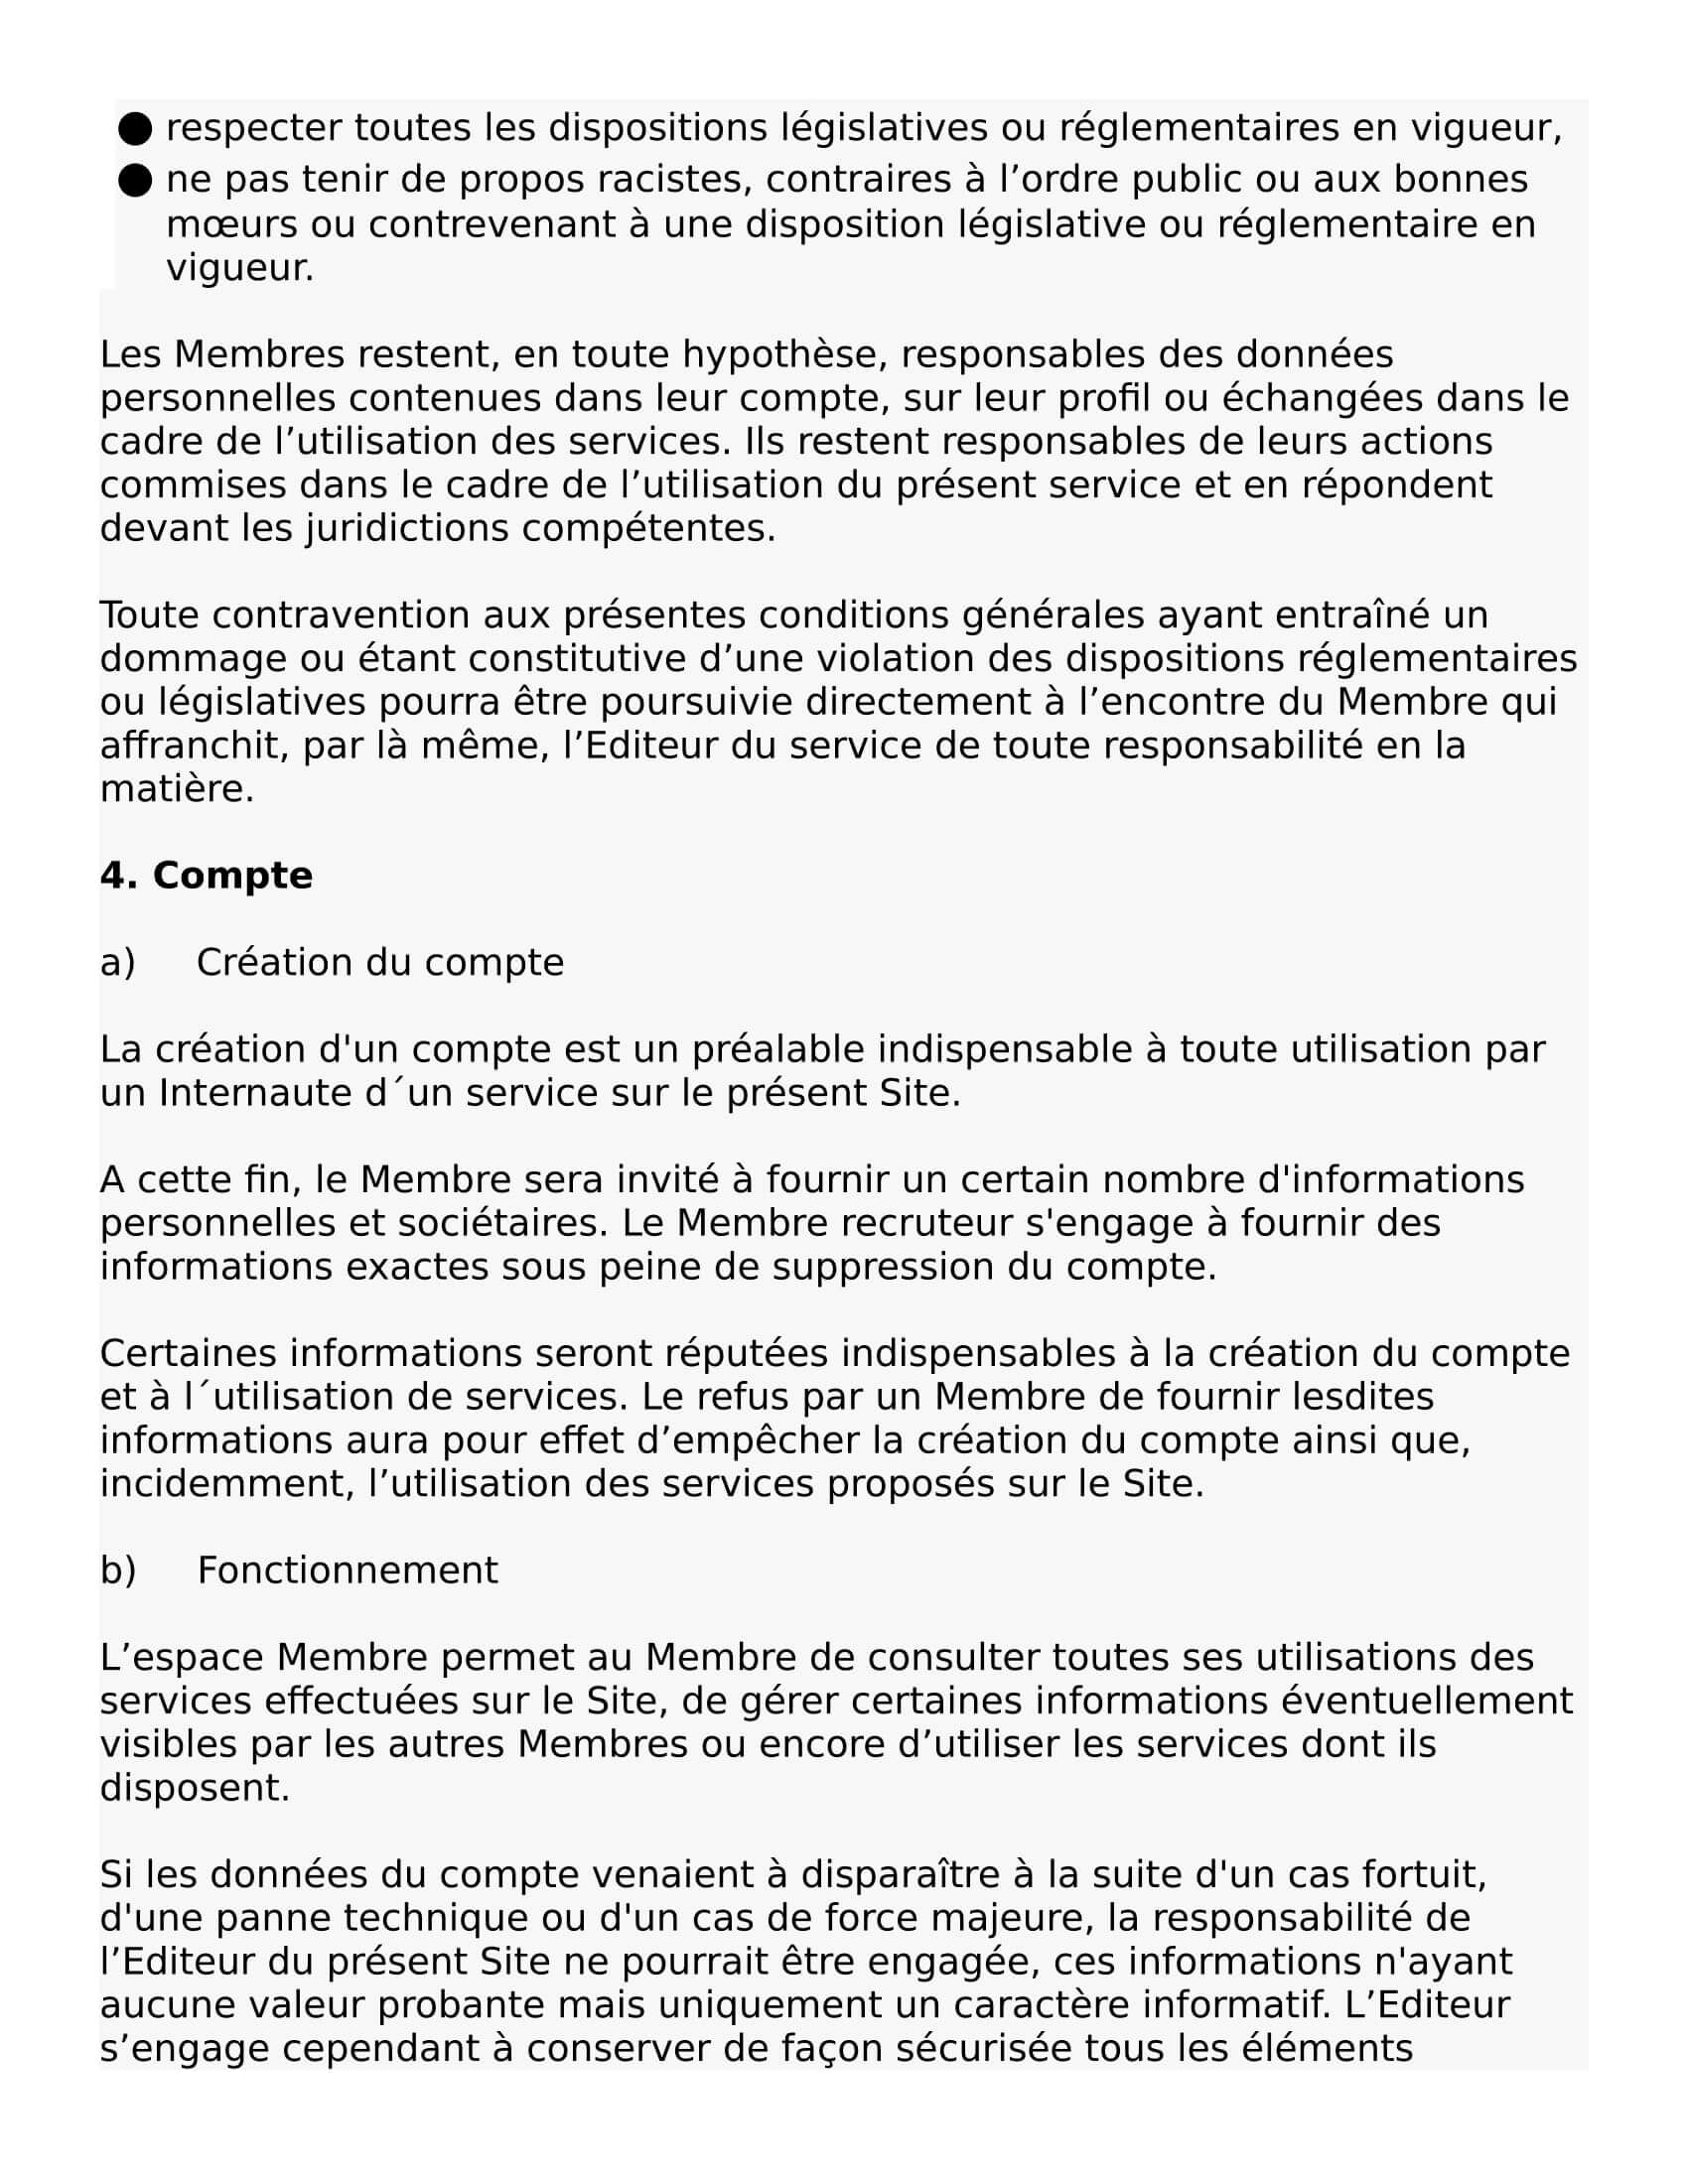 ● respecter toutes les dispositions législatives ou réglementaires en vigueur,
● ne pas tenir de propos racistes, contraires à l’ordre public ou aux bonnes
mœurs ou contrevenant à une disposition législative ou réglementaire en
vigueur.
Les Membres restent, en toute hypothèse, responsables des données
personnelles contenues dans leur compte, sur leur profil ou échangées dans le
cadre de l’utilisation des services. Ils restent responsables de leurs actions
commises dans le cadre de l’utilisation du présent service et en répondent
devant les juridictions compétentes.
Toute contravention aux présentes conditions générales ayant entraîné un
dommage ou étant constitutive d’une violation des dispositions réglementaires
ou législatives pourra être poursuivie directement à l’encontre du Membre qui
affranchit, par là même, l’Editeur du service de toute responsabilité en la
matière.
4. Compte
a) Création du compte
La création d'un compte est un préalable indispensable à toute utilisation par
un Internaute d´un service sur le présent Site.
A cette fin, le Membre sera invité à fournir un certain nombre d'informations
personnelles et sociétaires. Le Membre recruteur s'engage à fournir des
informations exactes sous peine de suppression du compte.
Certaines informations seront réputées indispensables à la création du compte
et à l´utilisation de services. Le refus par un Membre de fournir lesdites
informations aura pour effet d’empêcher la création du compte ainsi que,
incidemment, l’utilisation des services proposés sur le Site.
b) Fonctionnement
L’espace Membre permet au Membre de consulter toutes ses utilisations des
services effectuées sur le Site, de gérer certaines informations éventuellement
visibles par les autres Membres ou encore d’utiliser les services dont ils
disposent.
Si les données du compte venaient à disparaître à la suite d'un cas fortuit,
d'une panne technique ou d'un cas de force majeure, la responsabilité de
l’Editeur du présent Site ne pourrait être engagée, ces informations n'ayant
aucune valeur probante mais uniquement un caractère informatif. L’Editeur
s’engage cependant à conserver de façon sécurisée tous les éléments